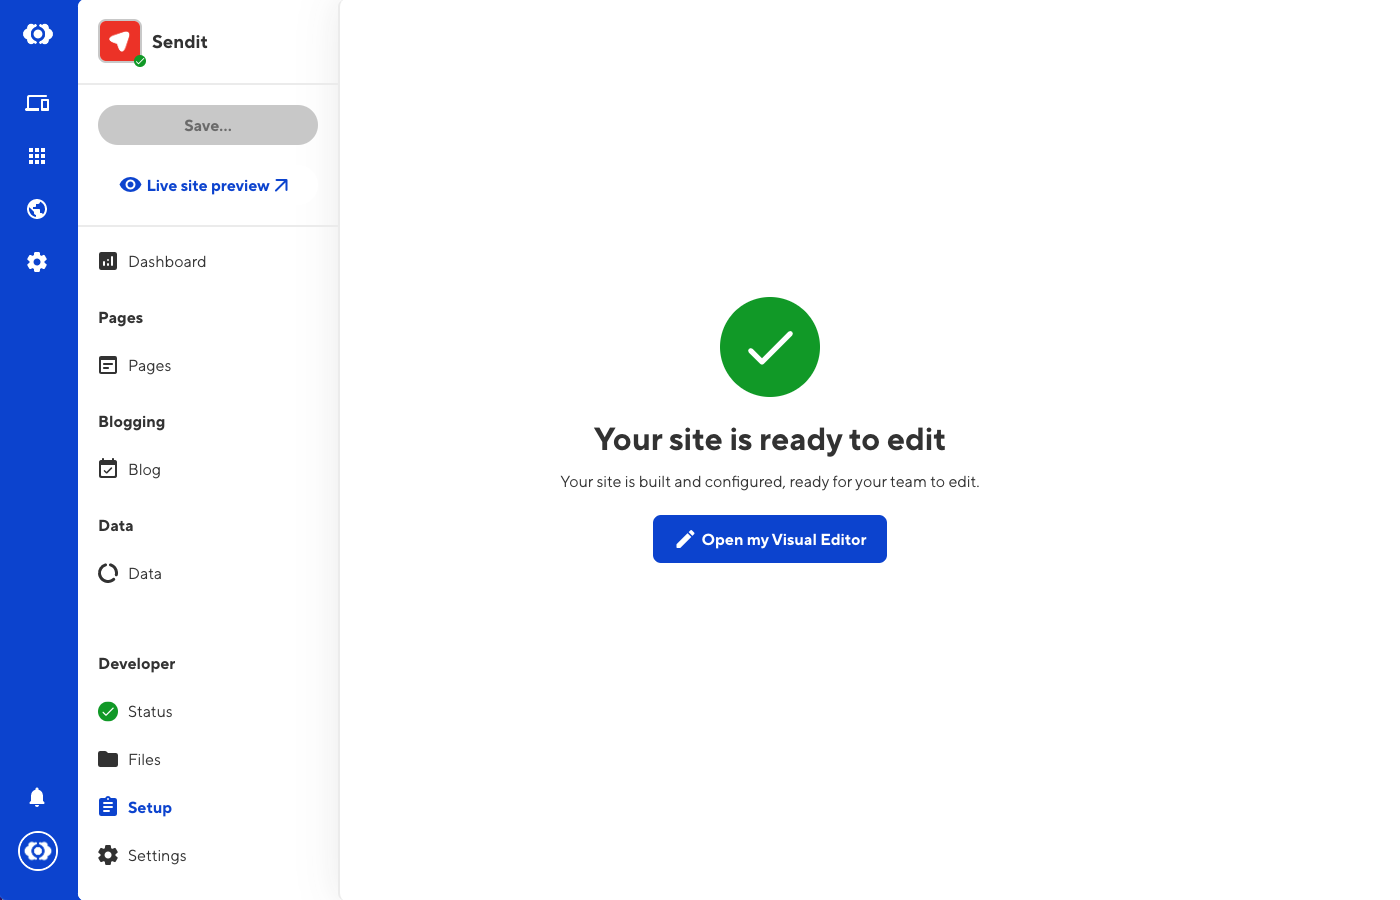 Sendit
Save...
Live site preview
Dashboard
Pages
Pages
Blogging
Blog
Data
Data
Developer
Status
Files
Setup
Settings
Your site is ready to edit
Your site is built and configured, ready for your team to edit.
Open my Visual Editor